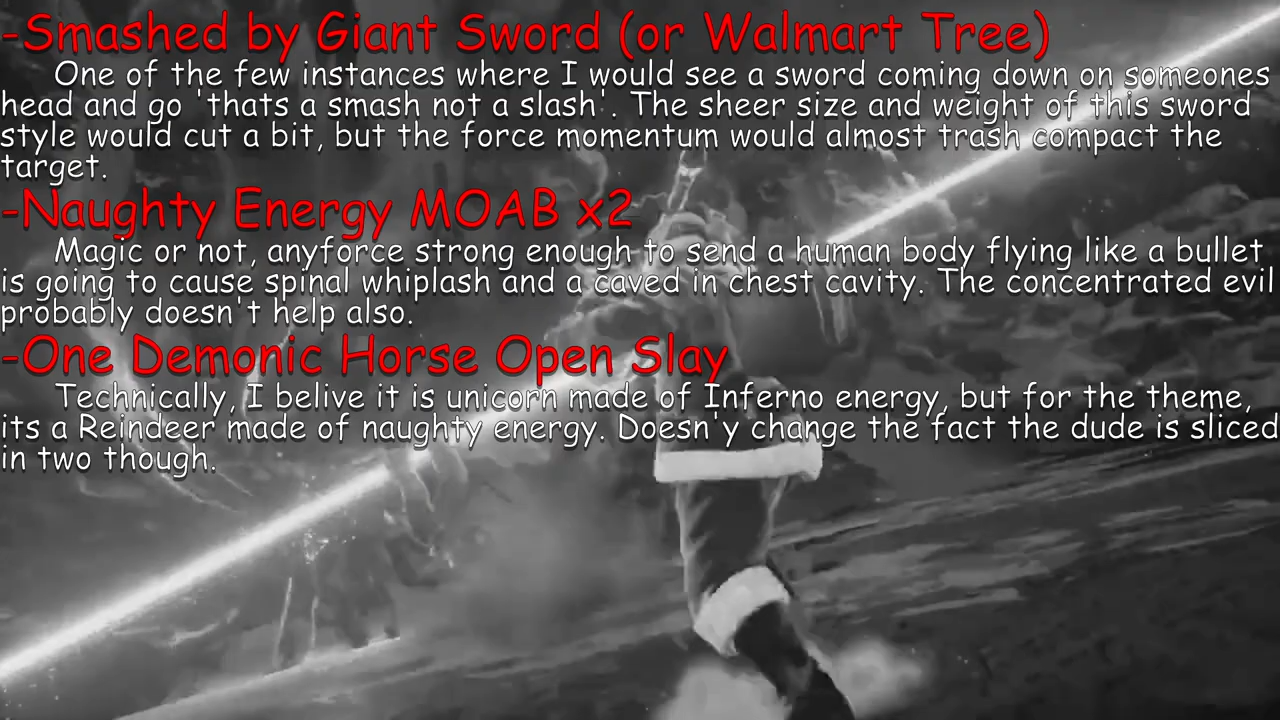 -Smashed by Giant Sword (or Walmart Tree)
One of the few instances where I would see a sword coming down on someones
head and go 'thats a smash not a slash'. The sheer size and weight of this sword
style would cut a bit, but the force momentum would almost trash compact the
target.
-Naughty Energy MOAB x2
Magic or not, anyforce strong enough to send a human body flying like a bullet
is going to cause spinal whiplash and a caved in chest cavity. The concentrated evil
probably doesn't help also.
-One Demonic Horse Open Slay
Technically, I belive it is unicorn made of Inferno energy, but for the theme,
its a Reindeer made of naughty energy. Doesn'y change the fact the dude is sliced
in two though.